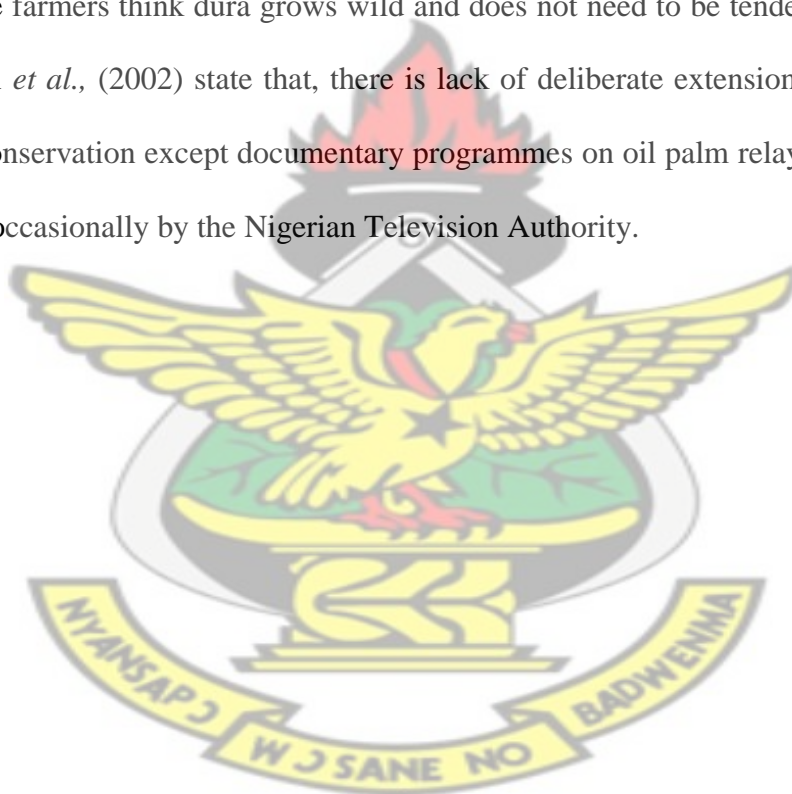 e farmers think dura grows wild and does not need to be tende
et al., (2002) state that, there is lack of deliberate extension
onservation except documentary programmes on oil palm relay
occasionally by the Nigerian Television Authority.
NYANSAPƆ
WƆ SANE NO
BADWENMA